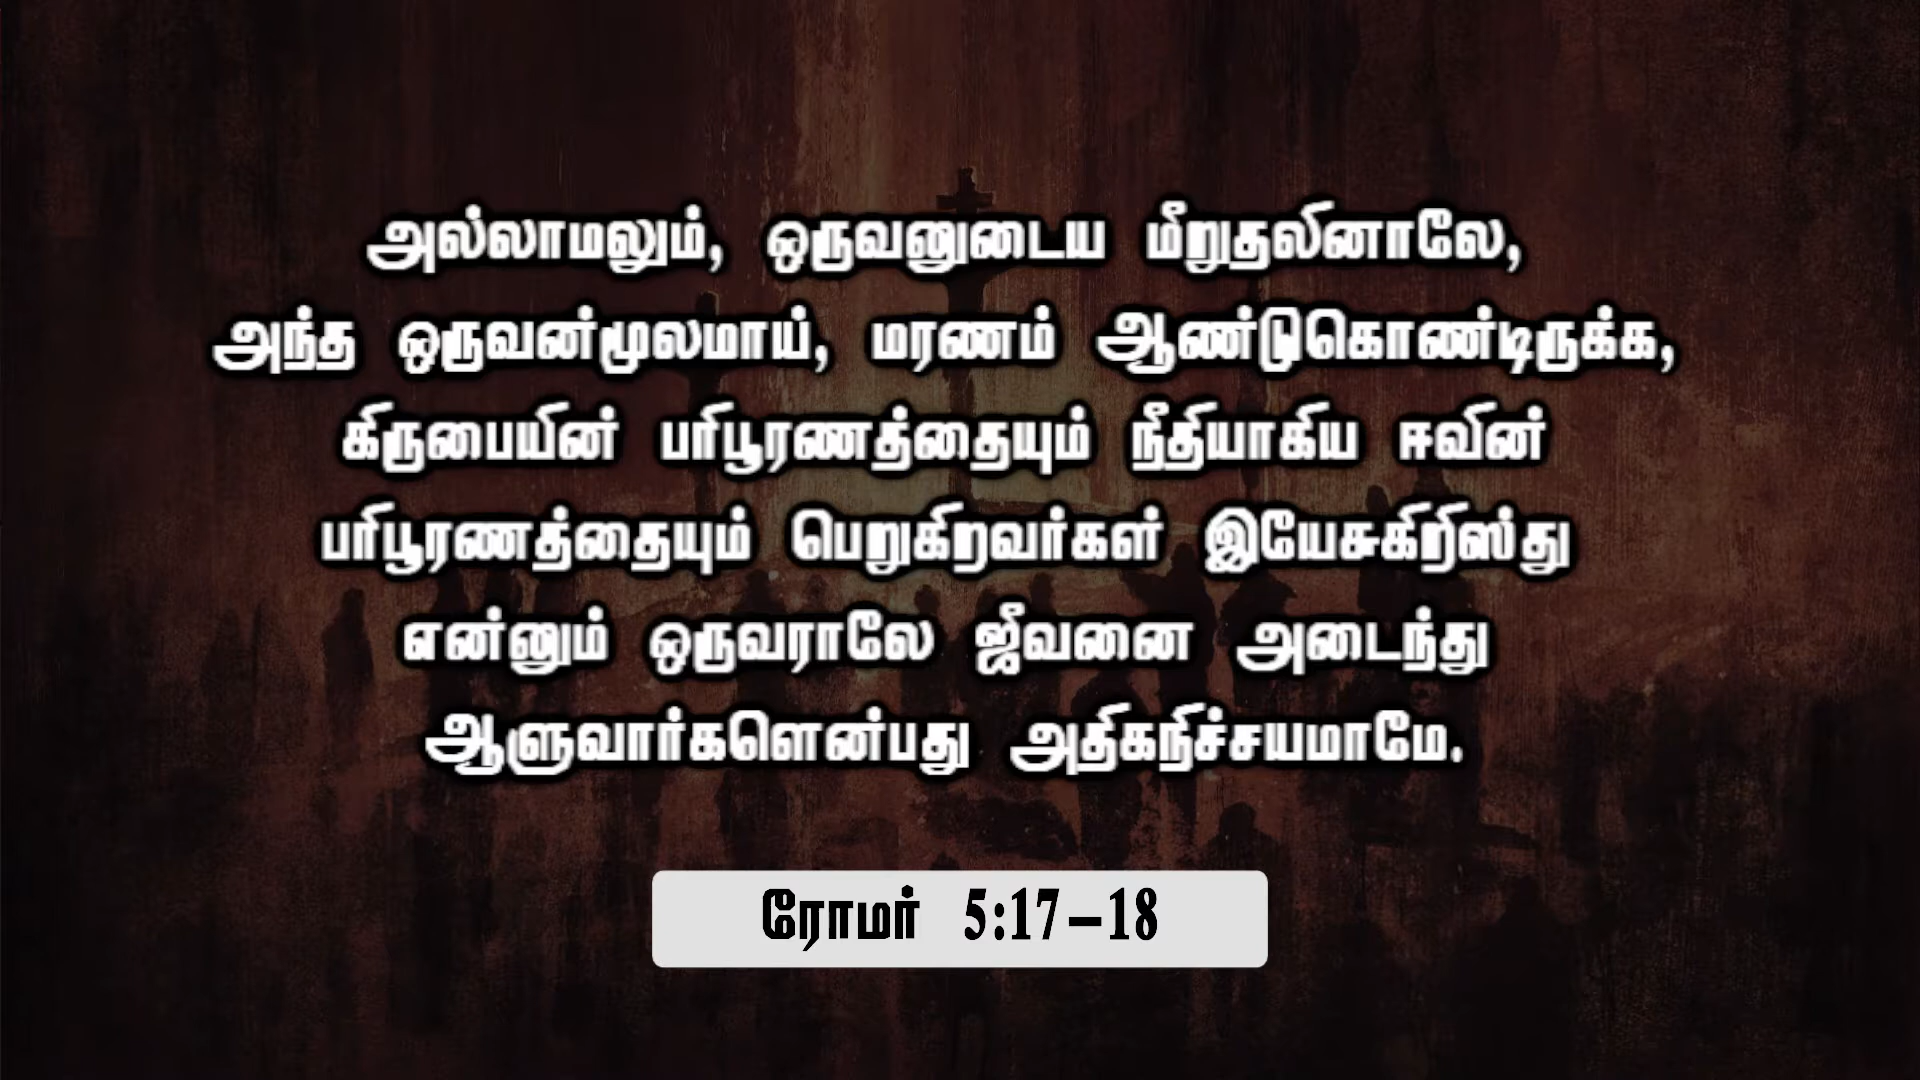 அல்லாமலும், ஒருவனுடைய மீறுதலினாலே,
அந்த ஒருவன்மூலமாய், மரணம் ஆண்டுகொண்டிருக்க,
கிருபையின் பரிபூரணத்தையும் நீதியாகிய ஈவின்
பரிபூரணத்தையும் பெறுகிறவர்கள் இயேசுகிறிஸ்து
என்னும் ஒருவராலே ஜீவனை அடைந்து
ஆளுவார்களென்பது அதிகநிச்சயமாமே.
ரோமர் 5:17-18